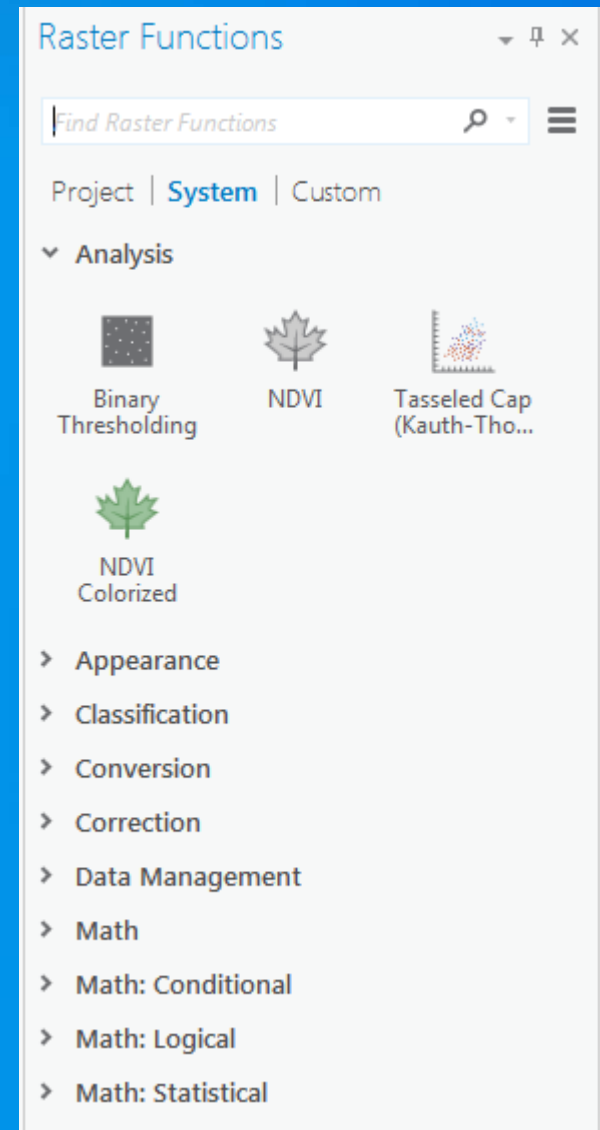 Raster Functions
Find Raster Functions
Project | System | Custom
Analysis
Binary Thresholding
NDVI
Tasseled Cap (Kauth-Tho...
NDVI Colorized
Appearance
Classification
Conversion
Correction
Data Management
Math
Math: Conditional
Math: Logical
Math: Statistical